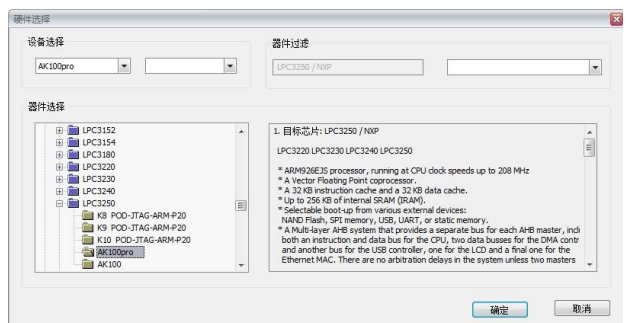 硬件选择
设备选择
AK100pro
器件过滤
LPC3250 / NXP
器件选择
LPC3152
LPC3154
LPC3180
LPC3220
LPC3230
LPC3240
LPC3250
K8 POD-JTAG-ARM-P20
K9 POD-JTAG-ARM-P20
K10 POD-JTAG-ARM-P20
AK100pro
AK100
1. 目标芯片: LPC3250 / NXP
LPC3220 LPC3230 LPC3240 LPC3250
* ARM926EJS processor, running at CPU clock speeds up to 208 MHz
* A Vector Floating Point coprocessor.
* A 32 KB instruction cache and a 32 KB data cache.
* Up to 256 KB of internal SRAM (IRAM).
* Selectable boot-up from various external devices:
NAND Flash, SPI memory, USB, UART, or static memory.
* A Multi-layer AHB system that provides a separate bus for each AHB master, indi
both an instruction and data bus for the CPU, two data busses for the DMA contr
and another bus for the USB controller, one for the LCD and a final one for the
Ethernet MAC. There are no arbitration delays in the system unless two masters
确定
取消